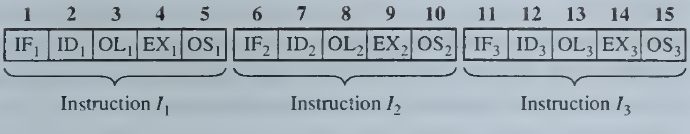 1 2 3 4 5 6 7 8 9 10 11 12 13 14 15
IF₁ ID₁ OL₁ EX₁ OS₁ IF₂ ID₂ OL₂ EX₂ OS₂ IF₃ ID₃ OL₃ EX₃ OS₃
Instruction I₁ Instruction I₂ Instruction I₃